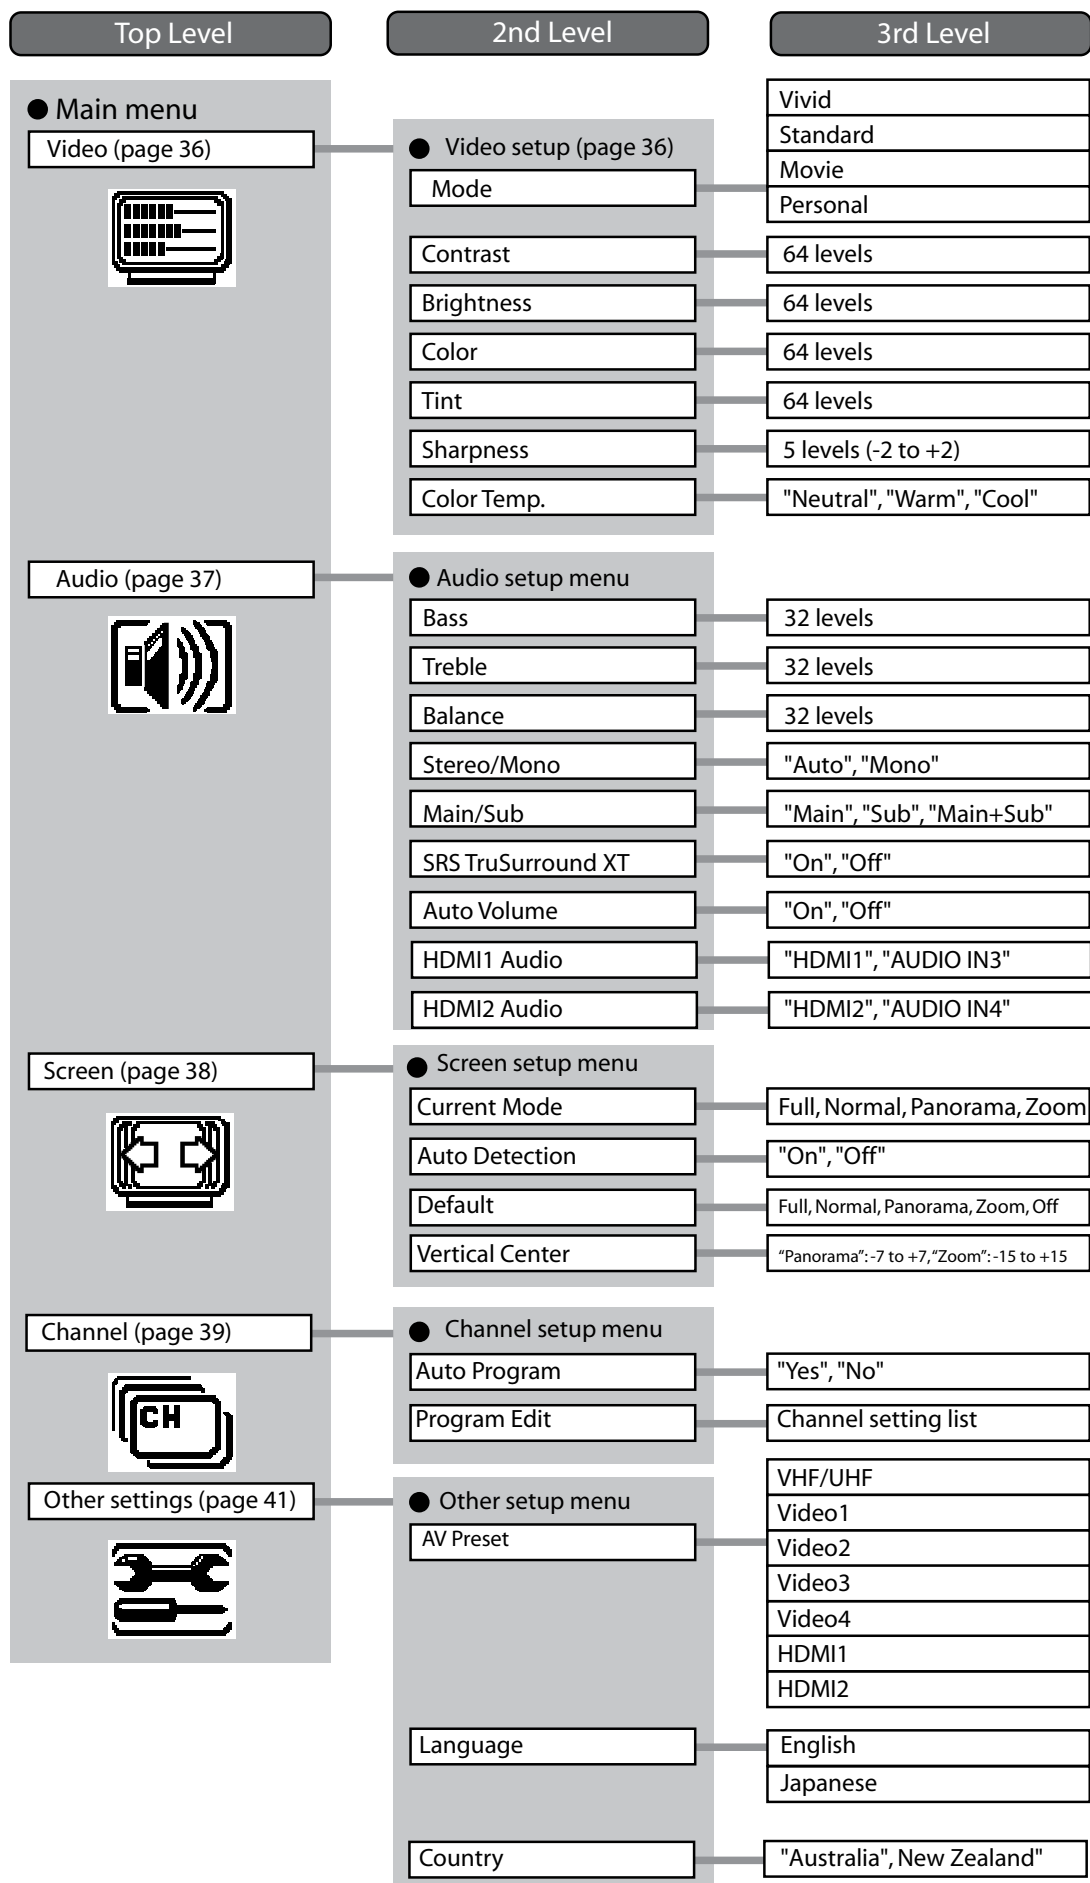 Top Level
2nd Level
3rd Level
● Main menu
Video (page 36)
● Video setup (page 36)
Mode
Vivid
Standard
Movie
Personal
Contrast
64 levels
Brightness
64 levels
Color
64 levels
Tint
64 levels
Sharpness
5 levels (-2 to +2)
Color Temp.
"Neutral", "Warm", "Cool"
Audio (page 37)
● Audio setup menu
Bass
32 levels
Treble
32 levels
Balance
32 levels
Stereo/Mono
"Auto", "Mono"
Main/Sub
"Main", "Sub", "Main+Sub"
SRS TruSurround XT
"On", "Off"
Auto Volume
"On", "Off"
HDMI1 Audio
"HDMI1", "AUDIO IN3"
HDMI2 Audio
"HDMI2", "AUDIO IN4"
Screen (page 38)
● Screen setup menu
Current Mode
Full, Normal, Panorama, Zoom
Auto Detection
"On", "Off"
Default
Full, Normal, Panorama, Zoom, Off
Vertical Center
“Panorama”: -7 to +7, “Zoom”: -15 to +15
Channel (page 39)
CH
● Channel setup menu
Auto Program
"Yes", "No"
Program Edit
Channel setting list
Other settings (page 41)
● Other setup menu
AV Preset
VHF/UHF
Video1
Video2
Video3
Video4
HDMI1
HDMI2
Language
English
Japanese
Country
"Australia", New Zealand"